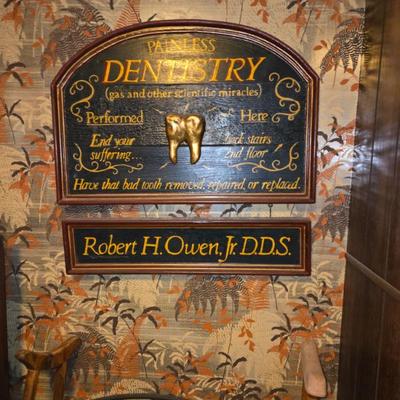 PAINLESS
DENTISTRY
(gas and other scientific miracles)
Performed Here
End your back stairs
suffering... 2nd floor
Have that bad tooth removed, repaired, or replaced.
Robert H. Owen, Jr. D.D.S.